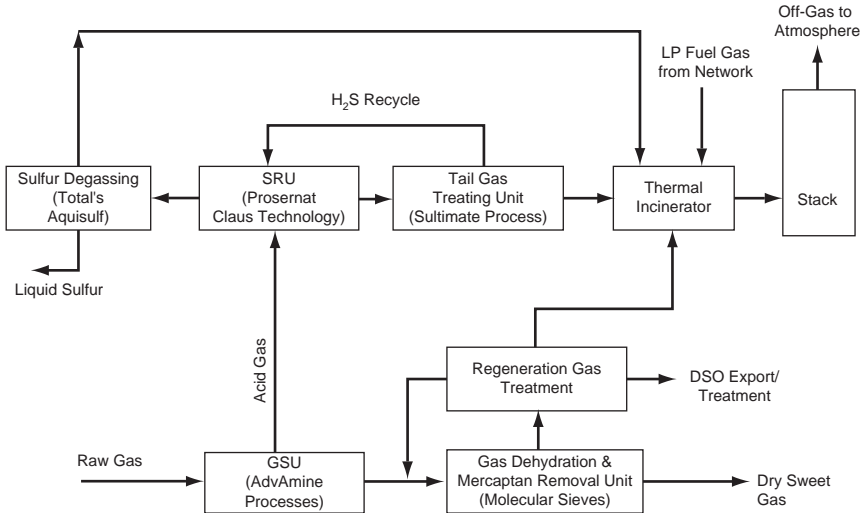 Off-Gas to
Atmosphere
LP Fuel Gas
from Network
H₂S Recycle
Sulfur Degassing
(Total's
Aquisulf)
SRU
(Prosernat
Claus Technology)
Tail Gas
Treating Unit
(Sultimate Process)
Thermal
Incinerator
Stack
Liquid Sulfur
Acid Gas
Regeneration Gas
Treatment
DSO Export/
Treatment
Raw Gas
GSU
(AdvAmine
Processes)
Gas Dehydration &
Mercaptan Removal Unit
(Molecular Sieves)
Dry Sweet
Gas